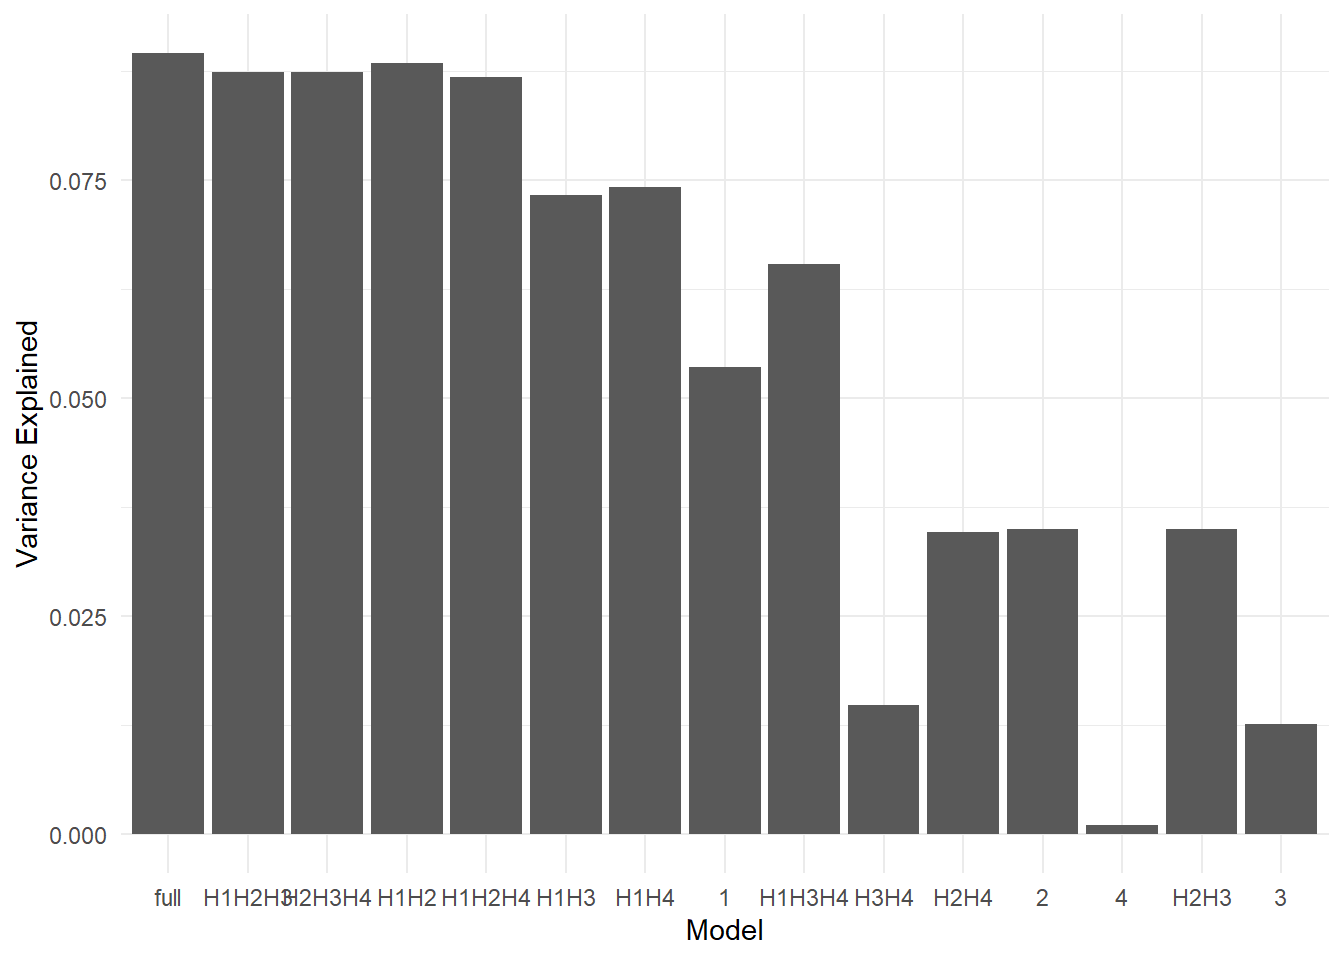 Variance Explained
0.075
0.050
0.025
0.000
full H1H2H3 H2H3H4 H1H2 H1H2H4 H1H3 H1H4 1 H1H3H4 H3H4 H2H4 2 4 H2H3 3
Model